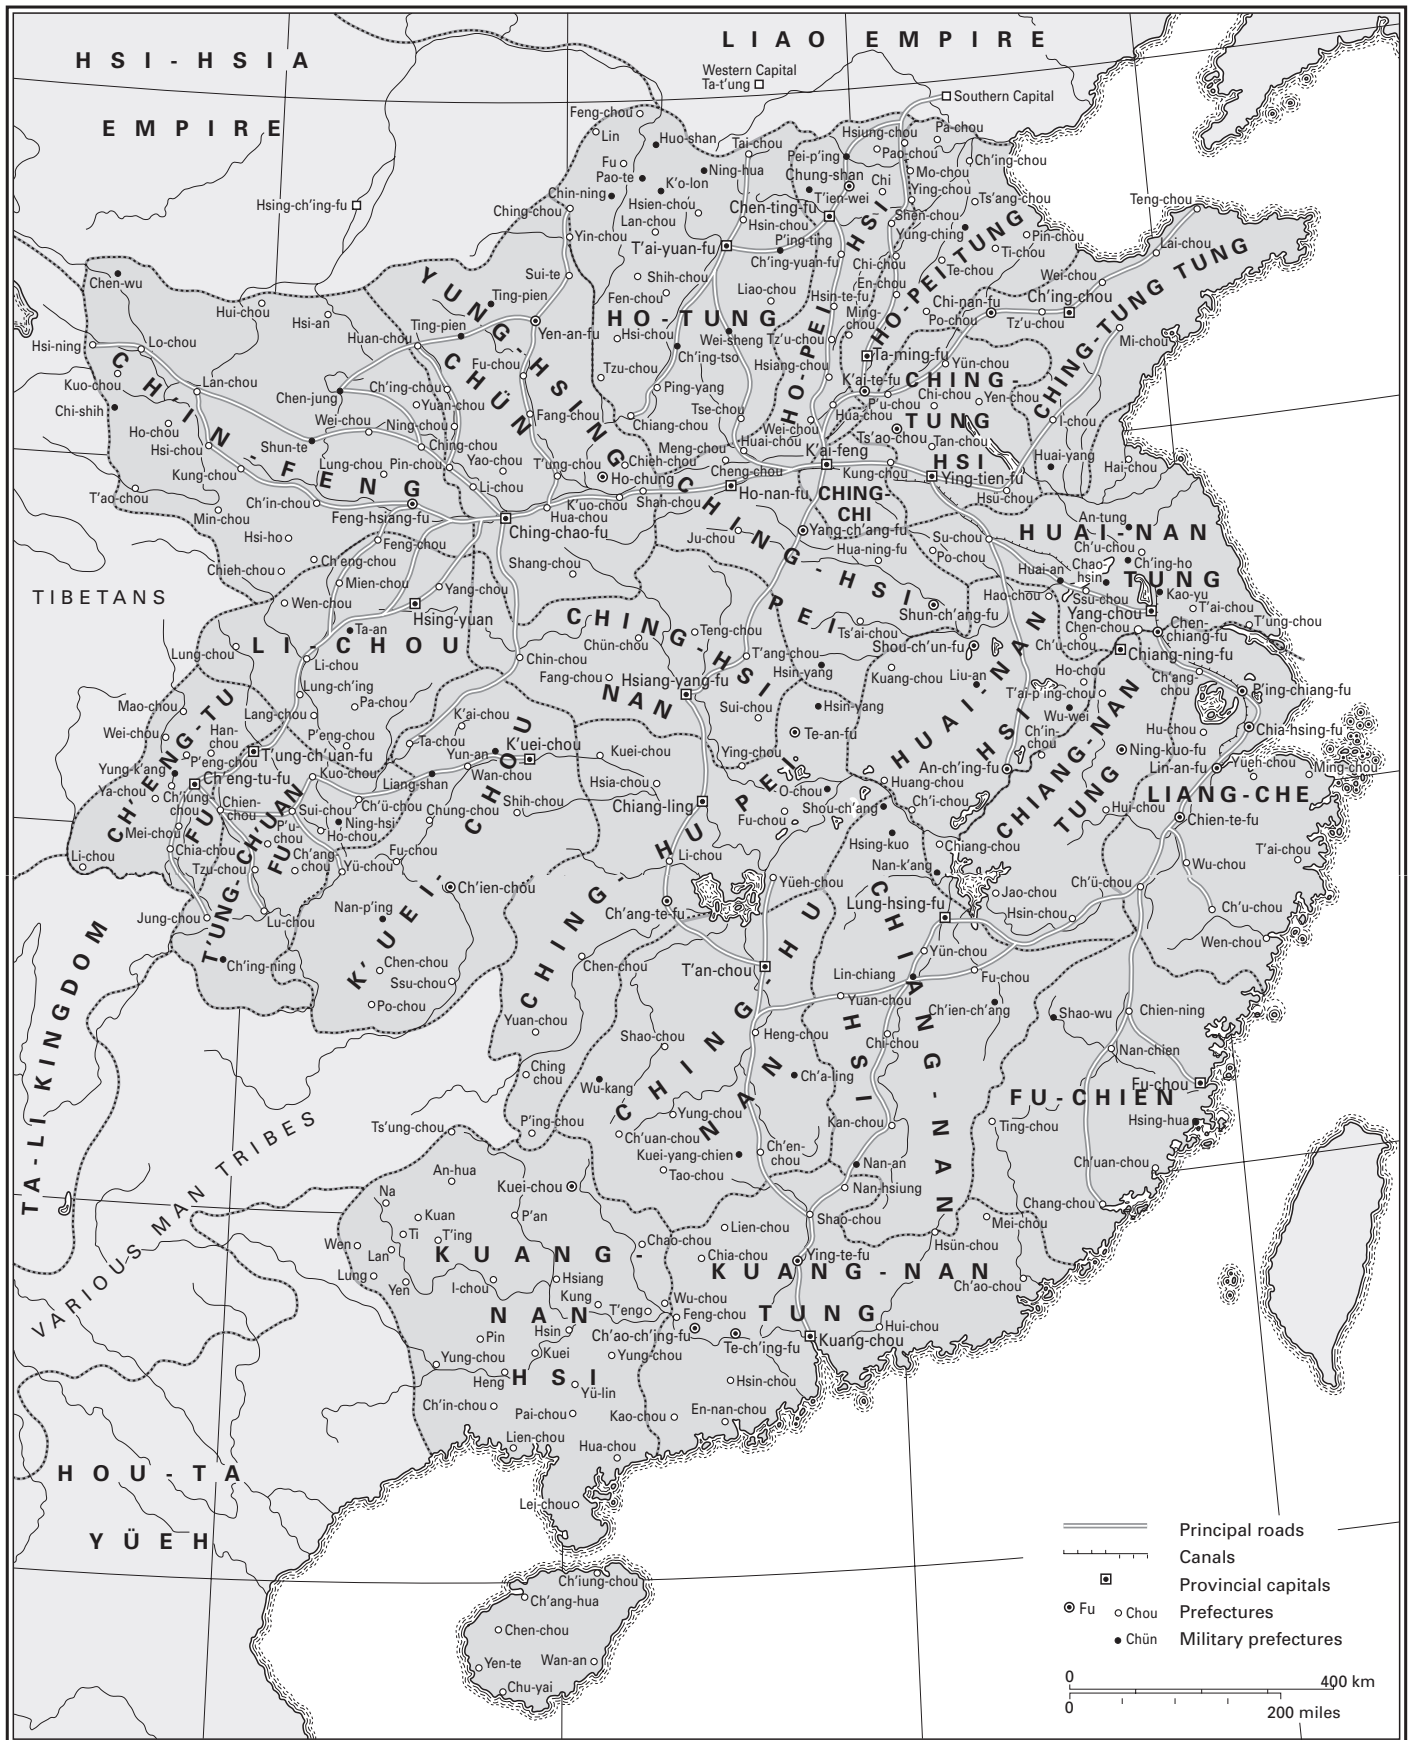 HSI-HSIA
EMPIRE
LIAO EMPIRE
Western Capital
Ta-t'ung
Southern Capital
Feng-chou
Lin
Huo-shan
Tai-chou
Hsiung-chou
Pa-chou
Pei-p'ing
Pao-chou
Ch'ing-chou
Fu
Pao-te
Ning-hua
Chung-shan
Chi
Mo-chou
K'o-lon
T'ien-wei
Ying-chou
Ts'ang-chou
Teng-chou
Chin-ning
Hsien-chou
Chen-ting-fu
Shen-chou
Hsing-ch'ing-fu
Ching-chou
Lan-chou
Hsin-chou
Yung-ching
Pin-chou
Lai-chou
Yin-chou
T'ai-yuan-fu
P'ing-ting
Ti-chou
Ch'ing-yuan-fu
Chi-chou
Te-chou
Wei-chou
Chen-wu
Sui-te
Shih-chou
En-chou
Ch'ing-chou
Ting-pien
Fen-chou
Liao-chou
Hsin-te-fu
Chi-nan-fu
Hui-chou
Hsi-an
YUNG-HSING
CHÜN
HO-TUNG
HO-PEI HSI
HO-PEI-TUNG
CHING-TUNG TUNG
Ming-
chou
Po-chou
Tz'u-chou
Ting-pien
Yen-an-fu
Hsi-chou
Wei-sheng
Tz'u-chou
Mi-chou
Hsi-ning
Lo-chou
Huan-chou
Ch'ing-tso
Ta-ming-fu
Yün-chou
Fu-chou
Hsiang-chou
Kuo-chou
Lan-chou
Tzu-chou
K'ai-te-fu
CHING-
TUNG
HSI
Ch'ing-chou
Ping-yang
P'u-chou
Chi-chou
Yen-chou
Chi-shih
Chen-jung
Yuan-chou
Fang-chou
Tse-chou
Hua-chou
I-chou
Wei-chou
Ning-chou
Chiang-chou
Wei-chou
Ts'ao-chou
Tan-chou
Ho-chou
Shun-te
Huai-chou
Hsi-chou
Ching-chou
Meng-chou
K'ai-feng
Huai-yang
Hai-chou
Kung-chou
Lung-chou
Pin-chou
Yao-chou
T'ung-chou
Chieh-chou
Cheng-chou
Kung-chou
Ying-tien-fu
CH'IN-FENG
Li-chou
Ho-chung
Ho-nan-fu
Hsu-chou
T'ao-chou
Ch'in-chou
K'uo-chou
Shan-chou
CHING-
CHI
Min-chou
Feng-hsiang-fu
Hua-chou
An-tung
Ching-chao-fu
Ju-chou
Yang-ch'ang-fu
Su-chou
HUAI-NAN
TUNG
Hsi-ho
Feng-chou
Hua-ning-fu
Po-chou
Ch'u-chou
Ch'eng-chou
Ch'ing-ho
Chieh-chou
Shang-chou
Huai-an
Chao-
hsin
Mien-chou
Yang-chou
CHING-HSI
PEI
Hao-chou
Ssu-chou
Kao-yu
TIBETANS
Wen-chou
Hsing-yuan
Shun-ch'ang-fu
Yang-chou
T'ai-chou
Ta-an
CHING-HSI
NAN
Teng-chou
Ts'ai-chou
Chen-chou
Chen-
chiang-fu
T'ung-chou
LI-CHOU
Chün-chou
Shou-ch'un-fu
Ch'u-chou
Lung-chou
Li-chou
Chin-chou
T'ang-chou
Chiang-ning-fu
Fang-chou
Hsin-yang
Kuang-chou
Liu-an
Ho-chou
Ch'ang-
chou
Lung-ch'ing
Hsiang-yang-fu
T'ai-p'ing-chou
P'ing-chiang-fu
Mao-chou
Pa-chou
Lang-chou
Sui-chou
Hsin-yang
HUAI-NAN
HSI
Wu-wei
CHIANG-NAN
TUNG
CH'ENG-TU
FU
Wei-chou
Han-
chou
K'ai-chou
Te-an-fu
Ch'in-
chou
Hu-chou
Chia-hsing-fu
P'eng-chou
Ta-chou
K'uei-chou
Ning-kuo-fu
P'eng-chou
T'ung-ch'uan-fu
Yun-an
Kuei-chou
Ying-chou
Yung-k'ang
Kuo-chou
Wan-chou
An-ch'ing-fu
Lin-an-fu
Yüeh-chou
Ming-chou
Ch'eng-tu-fu
Liang-shan
Hsia-chou
Huang-chou
Ya-chou
Ch'iung-
chou
Chien-
chou
Sui-chou
Ch'ü-chou
Shih-chou
O-chou
Ch'i-chou
LIANG-CHE
Chiang-ling
Shou-ch'ang
Hui-chou
Mei-chou
P'u-
chou
Ning-hsi
Chung-chou
Fu-chou
Chien-te-fu
Ho-chou
Hsing-kuo
Chiang-chou
Chia-chou
Ch'ang-
chou
Fu-chou
T'ai-chou
Li-chou
Tzu-chou
Yü-chou
Li-chou
Nan-k'ang
Wu-chou
T'UNG-CH'UAN
FU
K'UEI-CHOU
CHING-HU
PEI
Ch'ien-chou
Yüeh-chou
Ch'ü-chou
Jung-chou
Lu-chou
Nan-p'ing
Ch'ang-te-fu
Lung-hsing-fu
Jao-chou
Hsin-chou
Ch'u-chou
Ch'ing-ning
Chen-chou
Chen-chou
Yün-chou
Wen-chou
T'an-chou
Lin-chiang
Ssu-chou
Fu-chou
Po-chou
Yuan-chou
Ch'ien-ch'ang
TA-LI KINGDOM
Yuan-chou
Heng-chou
Shao-wu
Chien-ning
CHING-HU
NAN
CHIANG-NAN
HSI
Shao-chou
Chi-chou
Nan-chien
Ching
chou
Wu-kang
Ch'a-ling
Fu-chou
FU-CHIEN
Hsing-hua
Yung-chou
Kan-chou
Ting-chou
Ts'ung-chou
P'ing-chou
Ch'uan-chou
VARIOUS MAN TRIBES
Kuei-yang-chien
Ch'en-
chou
Ch'uan-chou
An-hua
Tao-chou
Nan-an
Na
Kuei-chou
Nan-hsiung
Chang-chou
Kuan
P'an
Shao-chou
Mei-chou
Ti
T'ing
Lien-chou
Wen
Lan
Chao-chou
Hsün-chou
Chia-chou
Ying-te-fu
KUANG-
NAN
HSI
KUANG-NAN
TUNG
Lung
Yen
I-chou
Hsiang
Ch'ao-chou
Kung
Wu-chou
T'eng
Feng-chou
Pin
Hsin
Ch'ao-ch'ing-fu
Hui-chou
Kuang-chou
Yung-chou
Kuei
Yung-chou
Te-ch'ing-fu
Heng
Yü-lin
Hsin-chou
Ch'in-chou
Pai-chou
Kao-chou
En-nan-chou
Lien-chou
Hua-chou
HOU-TA
YÜEH
Lei-chou
Ch'iung-chou
Ch'ang-hua
Chen-chou
Yen-te
Wan-an
Chu-yai
Principal roads
Canals
Provincial capitals
Fu Chou Prefectures
Chün Military prefectures
0 400 km
0 200 miles